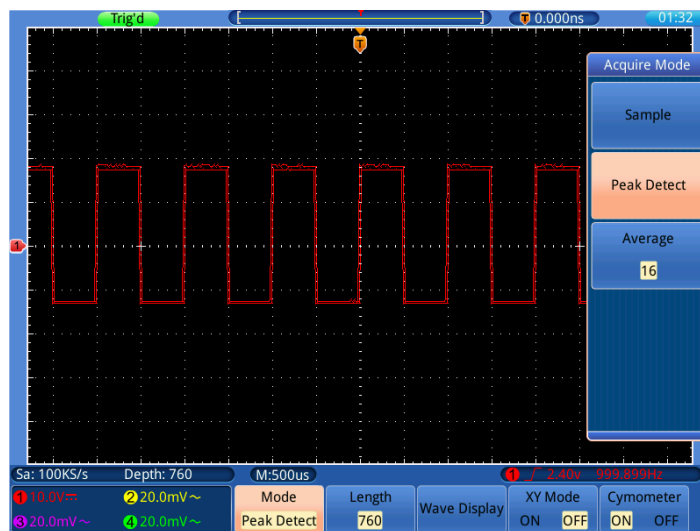 Trig'd T 0.000ns 01:32
T
Acquire Mode
Sample
Peak Detect
Average
16
1
Sa: 100KS/s Depth: 760 M:500us 1 2.40v 999.899Hz
1 10.0V 2 20.0mV~ Mode Length Wave Display XY Mode Cymometer
3 20.0mV~ 4 20.0mV~ Peak Detect 760 ON OFF ON OFF